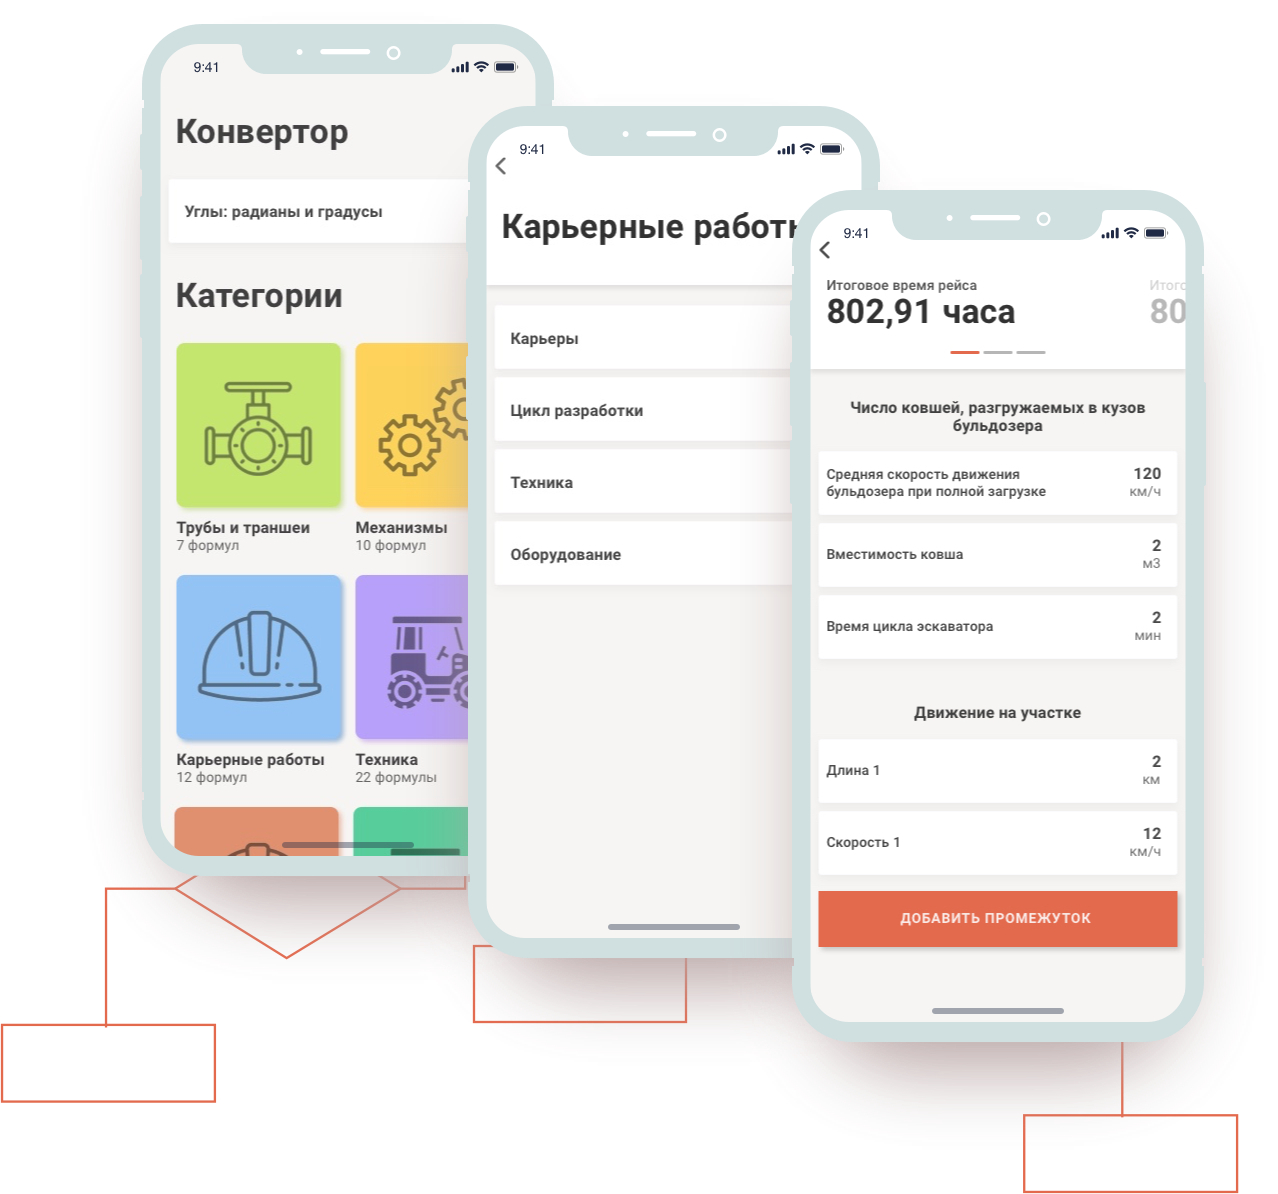 9:41
Конвертор
Углы: радианы и градусы
Категории
Трубы и траншеи
7 формул
Механизмы
10 формул
Карьерные работы
12 формул
Техника
22 формулы
9:41
Карьерные работы
Карьеры
Цикл разработки
Техника
Оборудование
9:41
Итоговое время рейса
802,91 часа
Итого
80
Число ковшей, разгружаемых в кузов
бульдозера
Средняя скорость движения
бульдозера при полной загрузке
120
км/ч
Вместимость ковша
2
м3
Время цикла эскаватора
2
мин
Движение на участке
Длина 1
2
км
Скорость 1
12
км/ч
ДОБАВИТЬ ПРОМЕЖУТОК